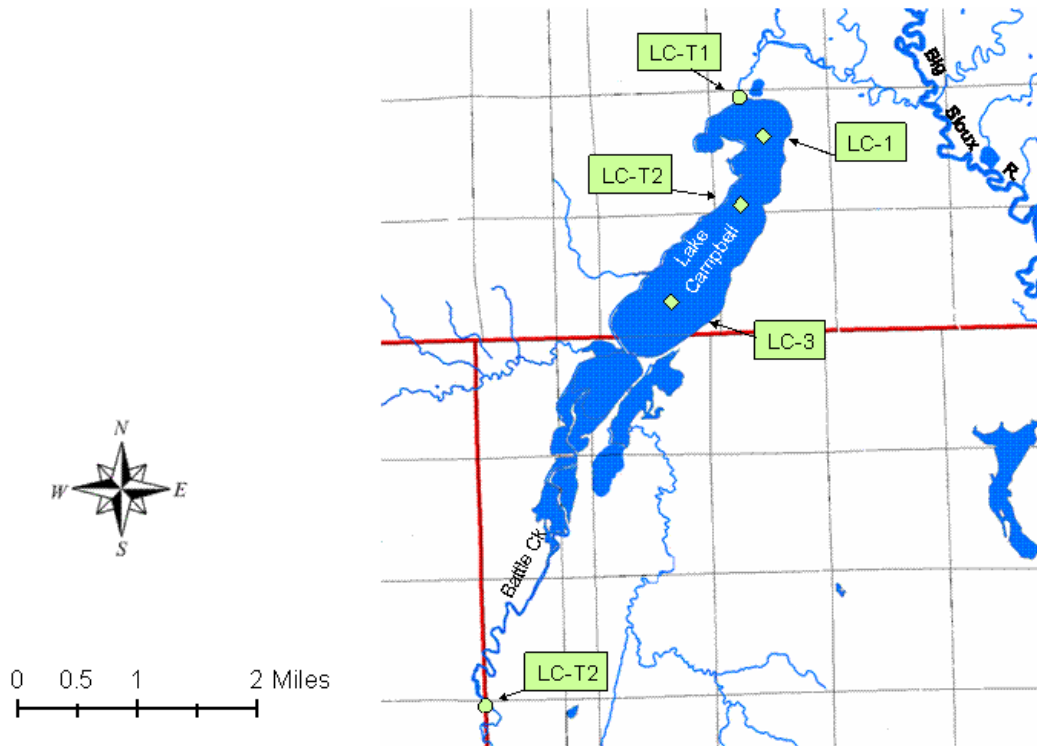 LC-T1
Big
Sioux
R
LC-1
LC-T2
Lake
Campbell
LC-3
N
W
E
S
Battle Ck
LC-T2
0 0.5 1 2 Miles